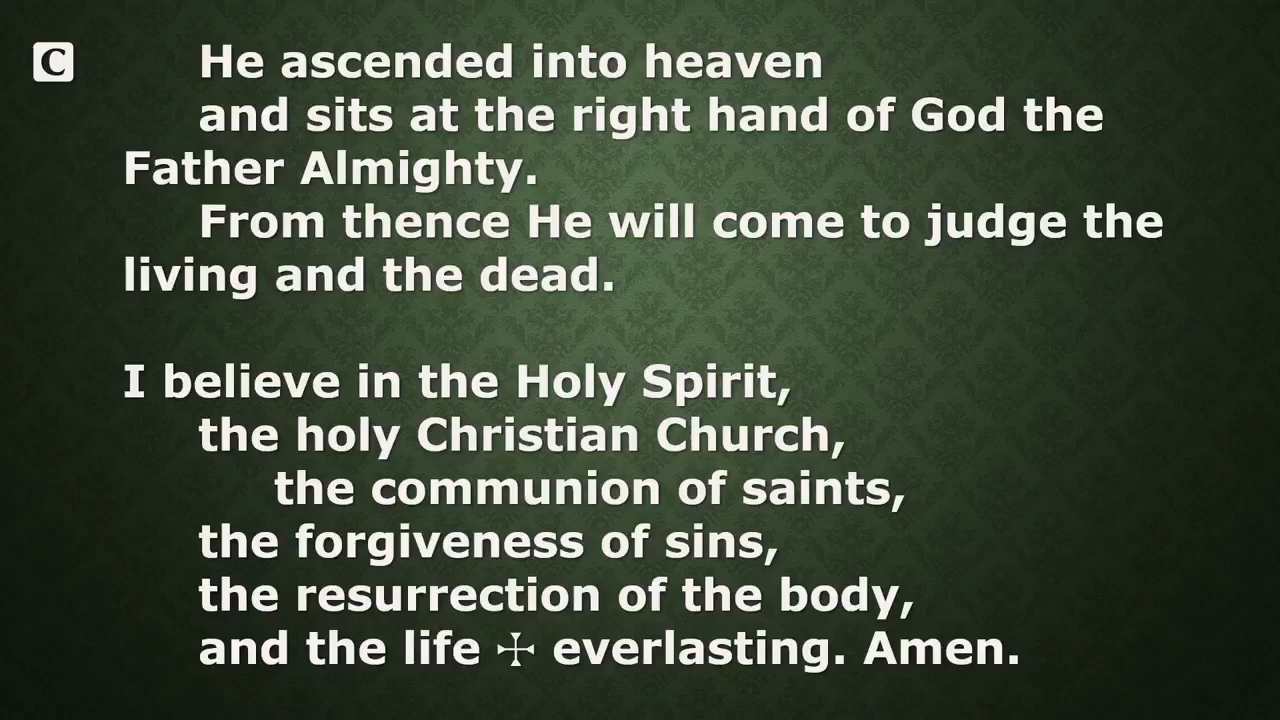 C He ascended into heaven
and sits at the right hand of God the
Father Almighty.
From thence He will come to judge the
living and the dead.
I believe in the Holy Spirit,
the holy Christian Church,
the communion of saints,
the forgiveness of sins,
the resurrection of the body,
and the life ☩ everlasting. Amen.